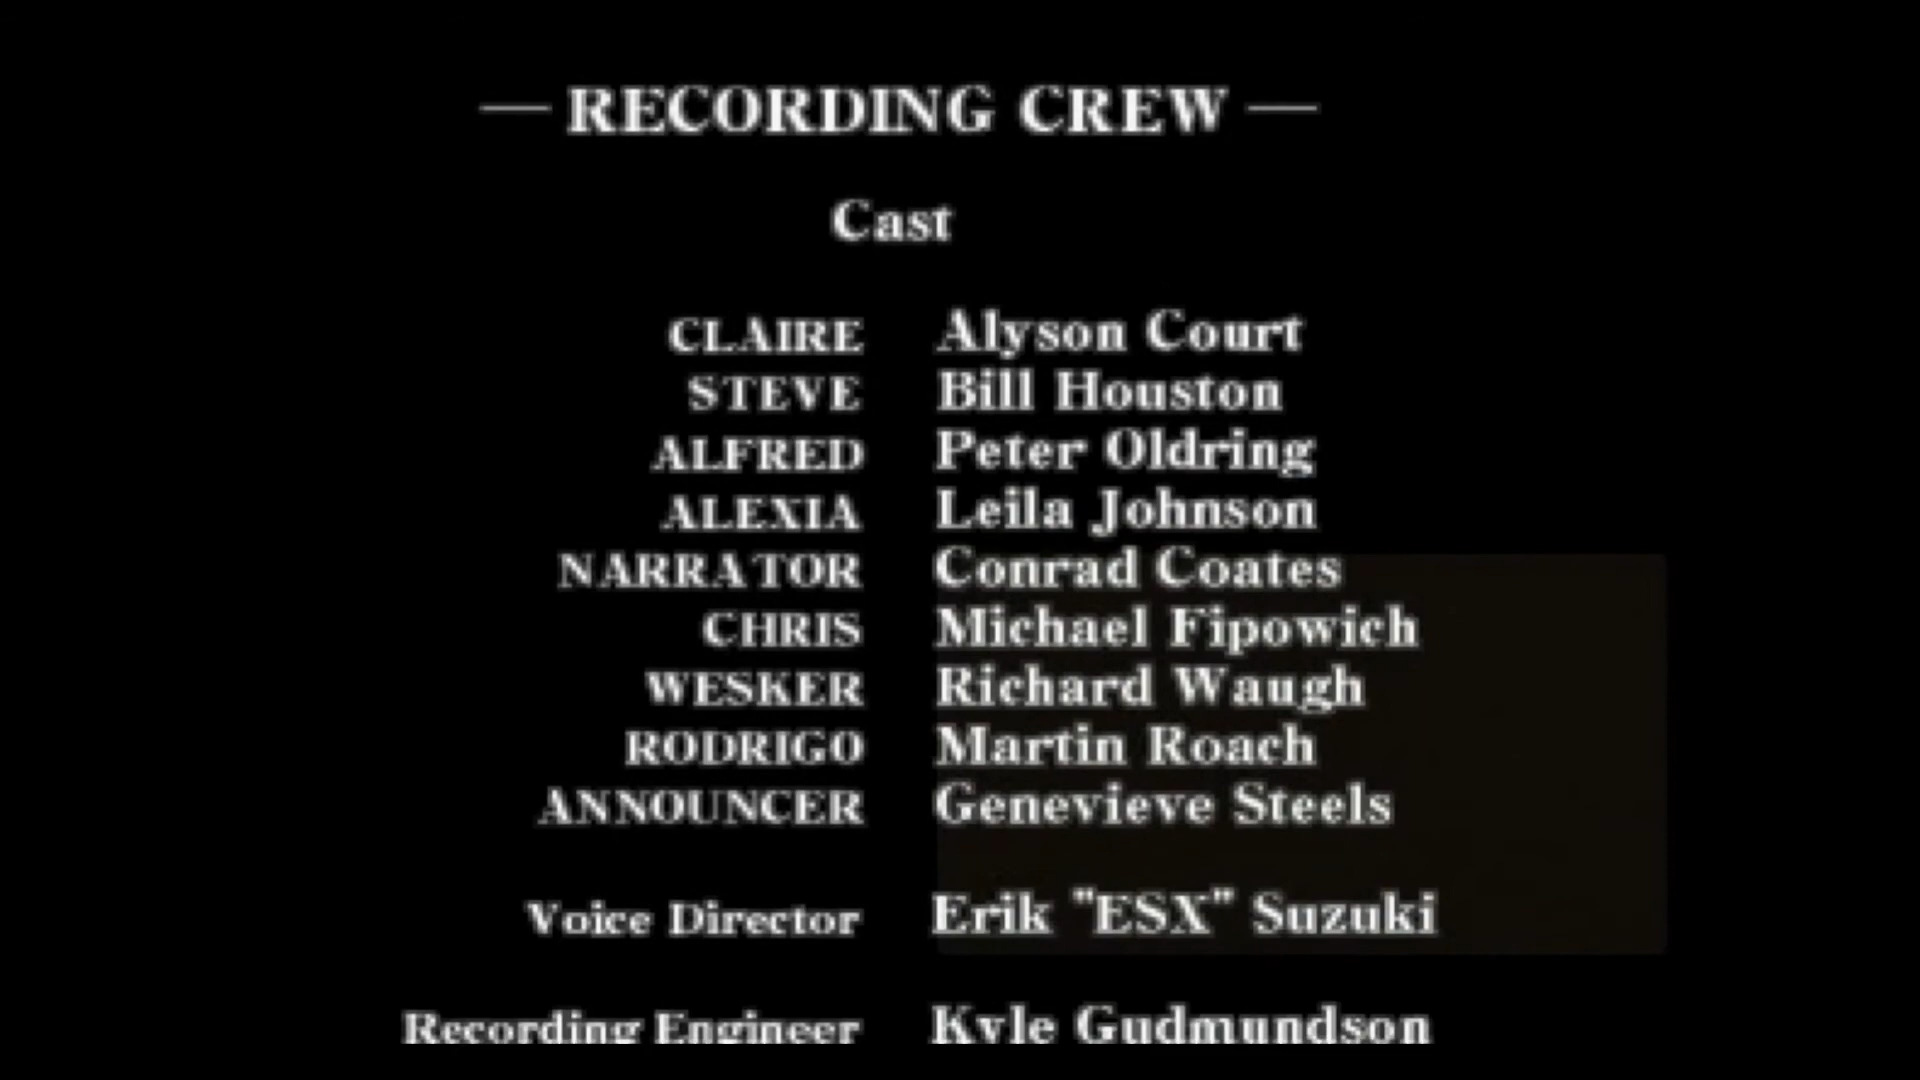 — RECORDING CREW —
Cast
CLAIRE Alyson Court
STEVE Bill Houston
ALFRED Peter Oldring
ALEXIA Leila Johnson
NARRATOR Conrad Coates
CHRIS Michael Fipowich
WESKER Richard Waugh
RODRIGO Martin Roach
ANNOUNCER Genevieve Steels
Voice Director Erik "ESX" Suzuki
Recording Engineer Kyle Gudmundson